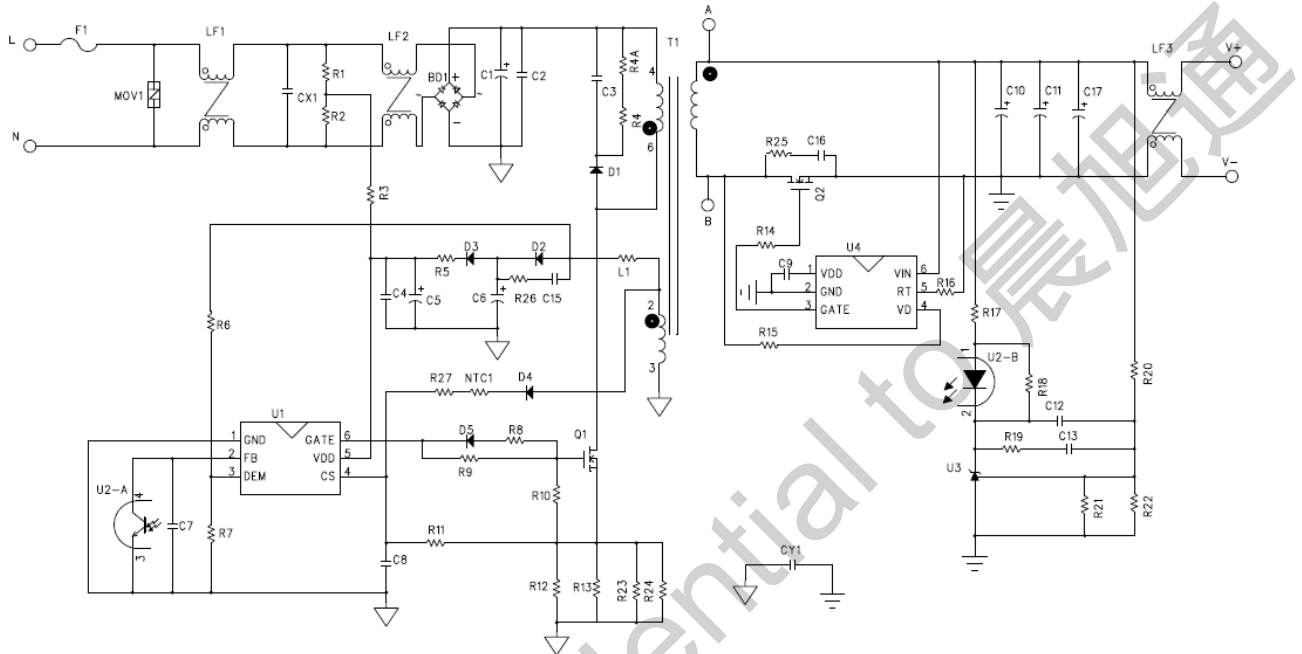 A
L
F1
LF1
LF2
T1
LF3
V+
MOV1
CX1
R1
R2
BD1
+
~
~
-
C1
+
C2
C3
R4A
R4
4
6
C10
+
C11
+
C17
+
N
R3
D1
B
R25
C16
Q2
V-
R14
U4
D3
D2
R5
L1
C9
1
VDD
VIN
6
2
GND
RT
5
R16
3
GATE
VD
4
C4
C5
+
C6
+
R26
C15
2
R6
R15
R17
3
1
U2-B
R18
R20
2
C12
R27
NTC1
D4
R19
C13
U1
D5
R8
Q1
1
GND
GATE
6
2
FB
VDD
5
3
DEM
CS
4
R9
U3
U2-A
4
R10
R21
R22
C7
R7
R11
3
C8
R12
R13
R23
R24
CY1
ential to 晨旭通